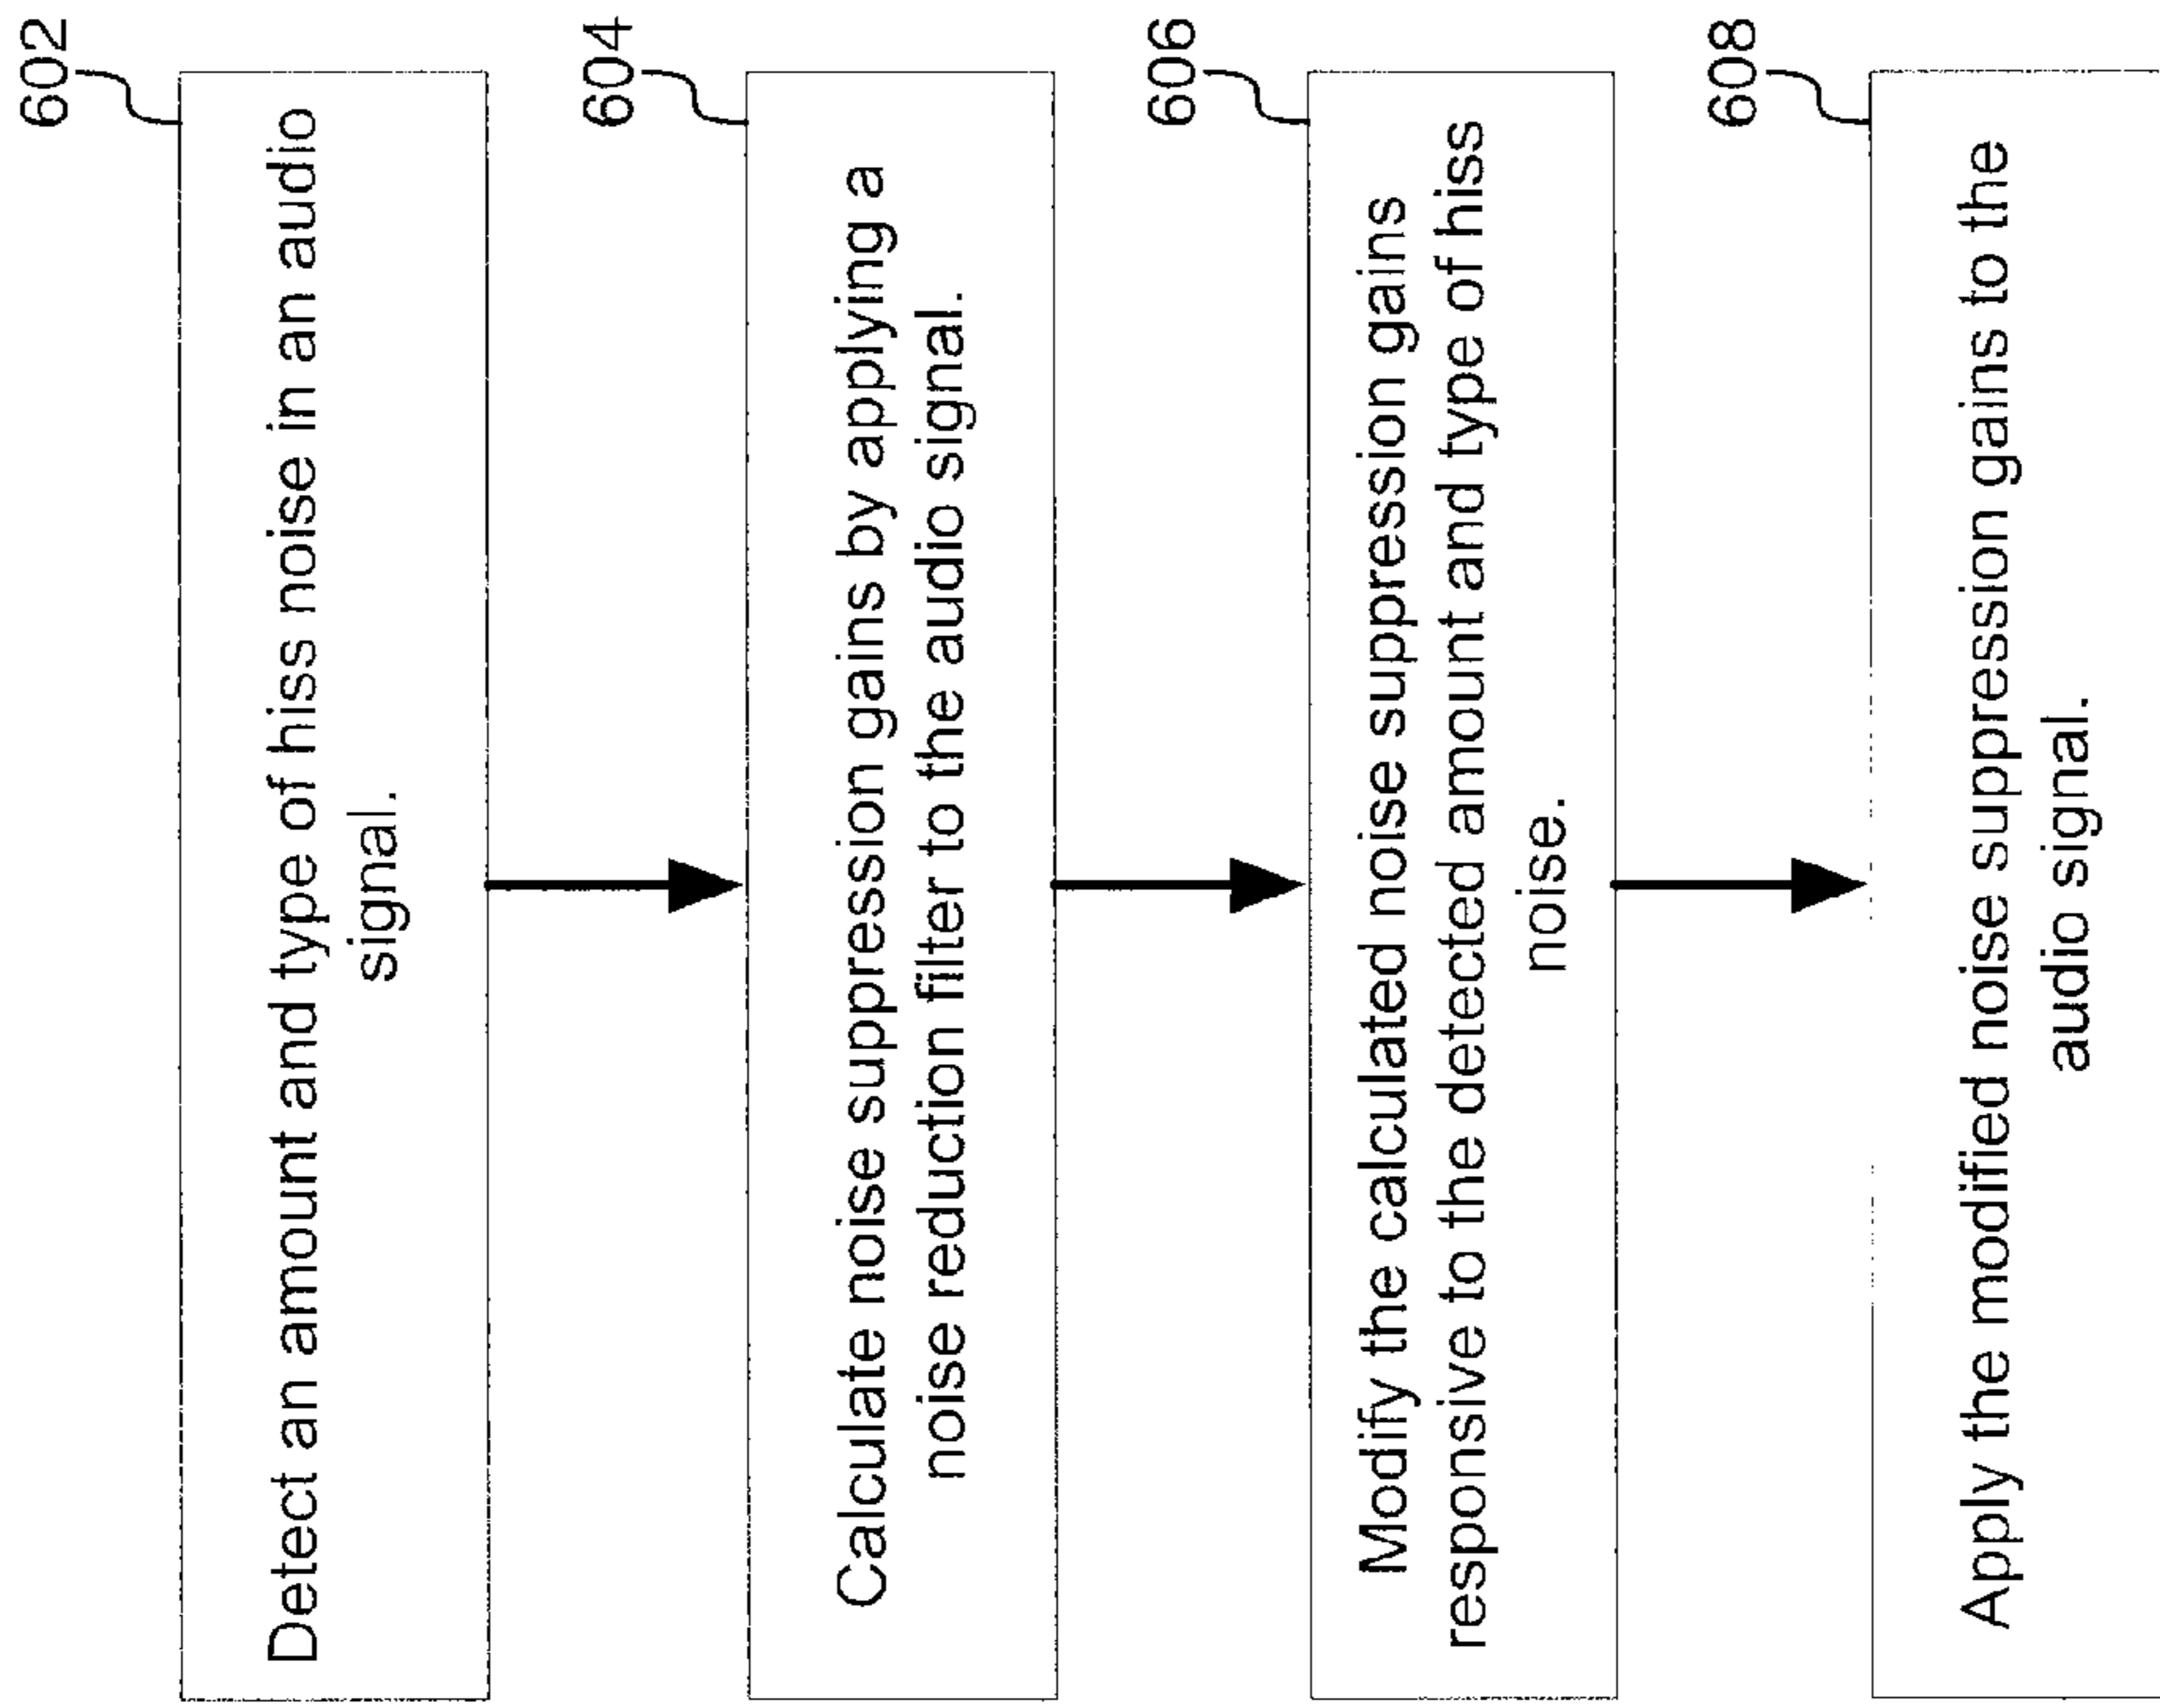 602
Detect an amount and type of hiss noise in an audio
signal.
604
Calculate noise suppression gains by applying a
noise reduction filter to the audio signal.
606
Modify the calculated noise suppression gains
responsive to the detected amount and type of hiss
noise.
608
Apply the modified noise suppression gains to the
audio signal.